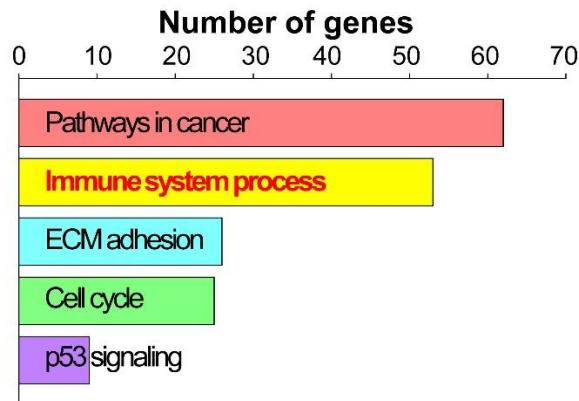 Number of genes
0 10 20 30 40 50 60 70
Pathways in cancer
Immune system process
ECM adhesion
Cell cycle
p53 signaling